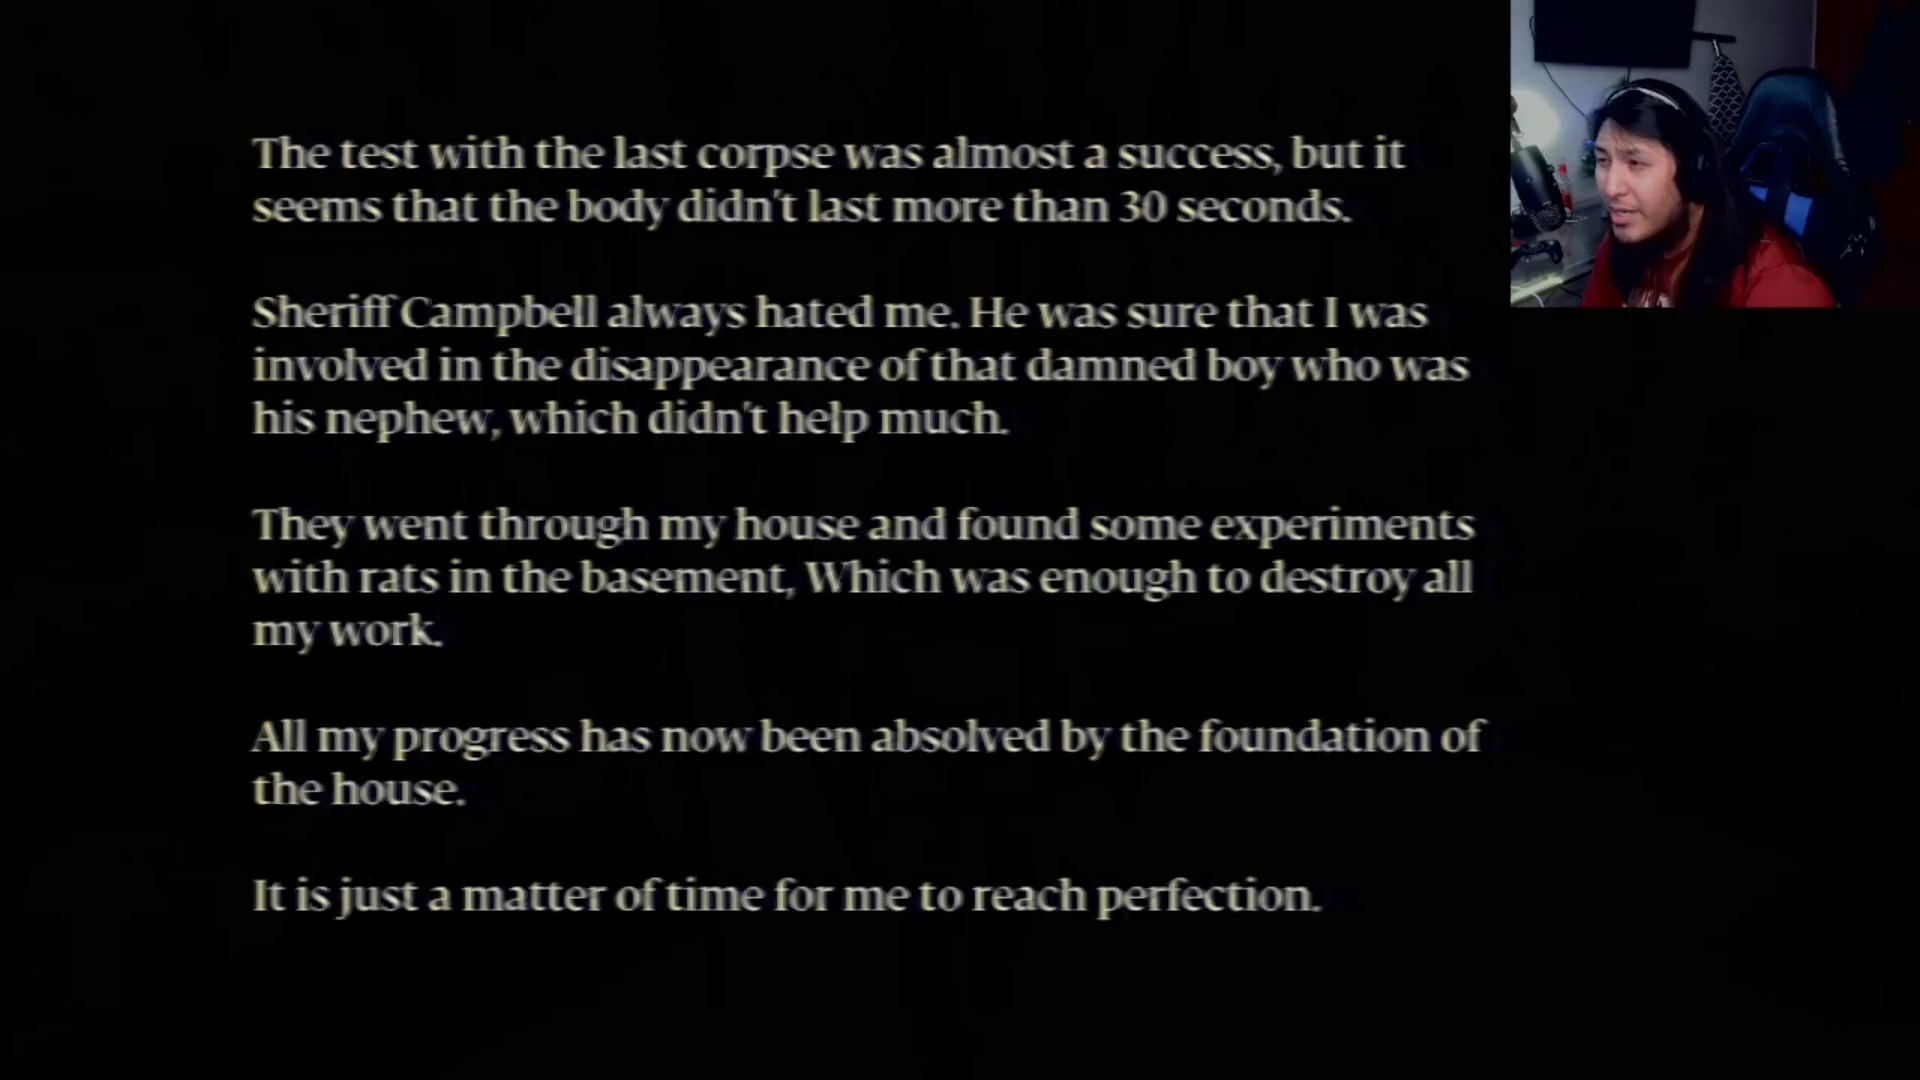 The test with the last corpse was almost a success, but it
seems that the body didn't last more than 30 seconds.
Sheriff Campbell always hated me. He was sure that I was
involved in the disappearance of that damned boy who was
his nephew, which didn't help much.
They went through my house and found some experiments
with rats in the basement, Which was enough to destroy all
my work.
All my progress has now been absolved by the foundation of
the house.
It is just a matter of time for me to reach perfection.